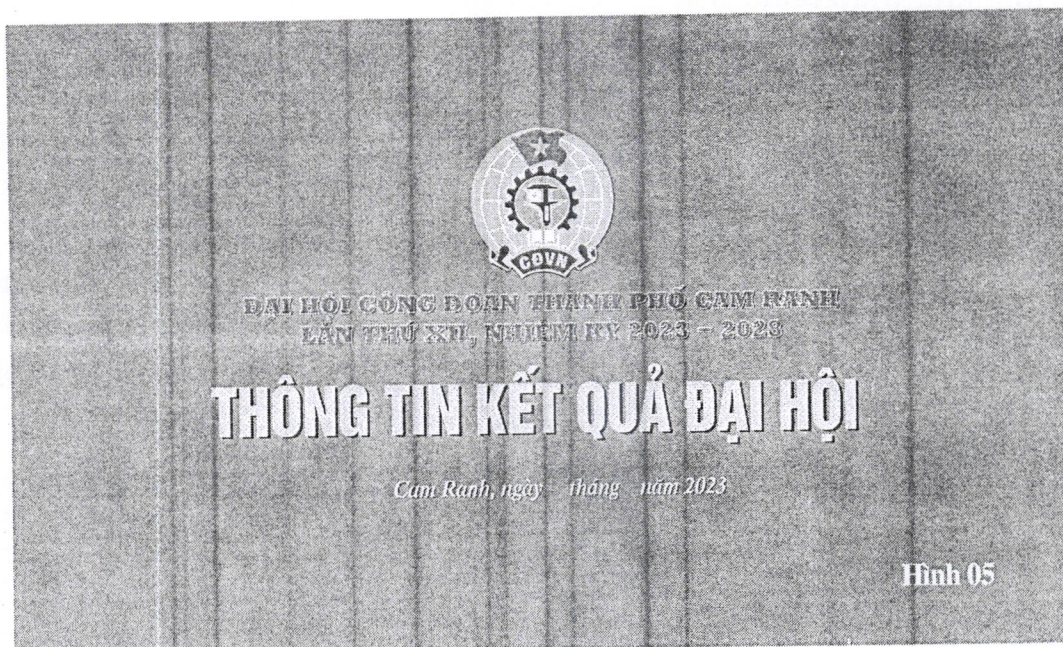 CĐVN
ĐẠI HỘI CÔNG ĐOÀN THÀNH PHỐ CAM RANH
LẦN THỨ XII, NHIỆM KỲ 2023 - 2028
THÔNG TIN KẾT QUẢ ĐẠI HỘI
Cam Ranh, ngày tháng năm 2023
Hình 05